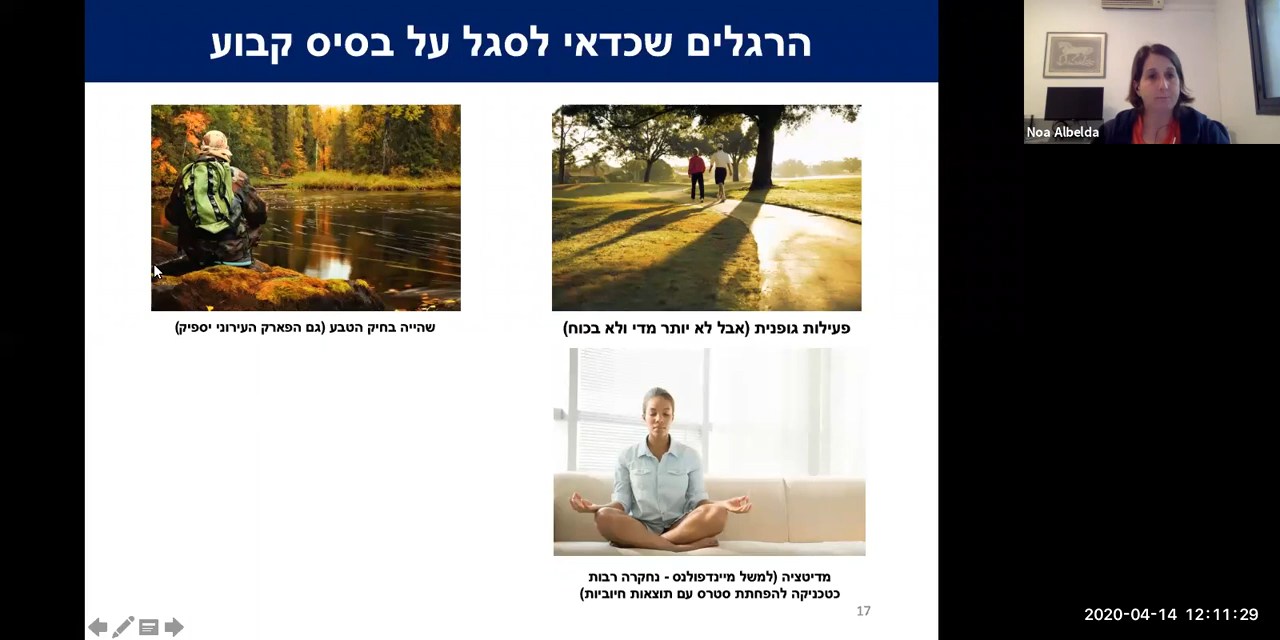 הרגלים שכדאי לסגל על בסיס קבוע
Noa Albelda
פעילות גופנית (אבל לא יותר מדי ולא בכוח)
שהייה בחיק הטבע (גם הפארק העירוני יספיק)
מדיטציה (למשל מיינדפולנס - נחקרה רבות
כטכניקה להפחתת סטרס עם תוצאות חיוביות)
17
2020-04-14 12:11:29